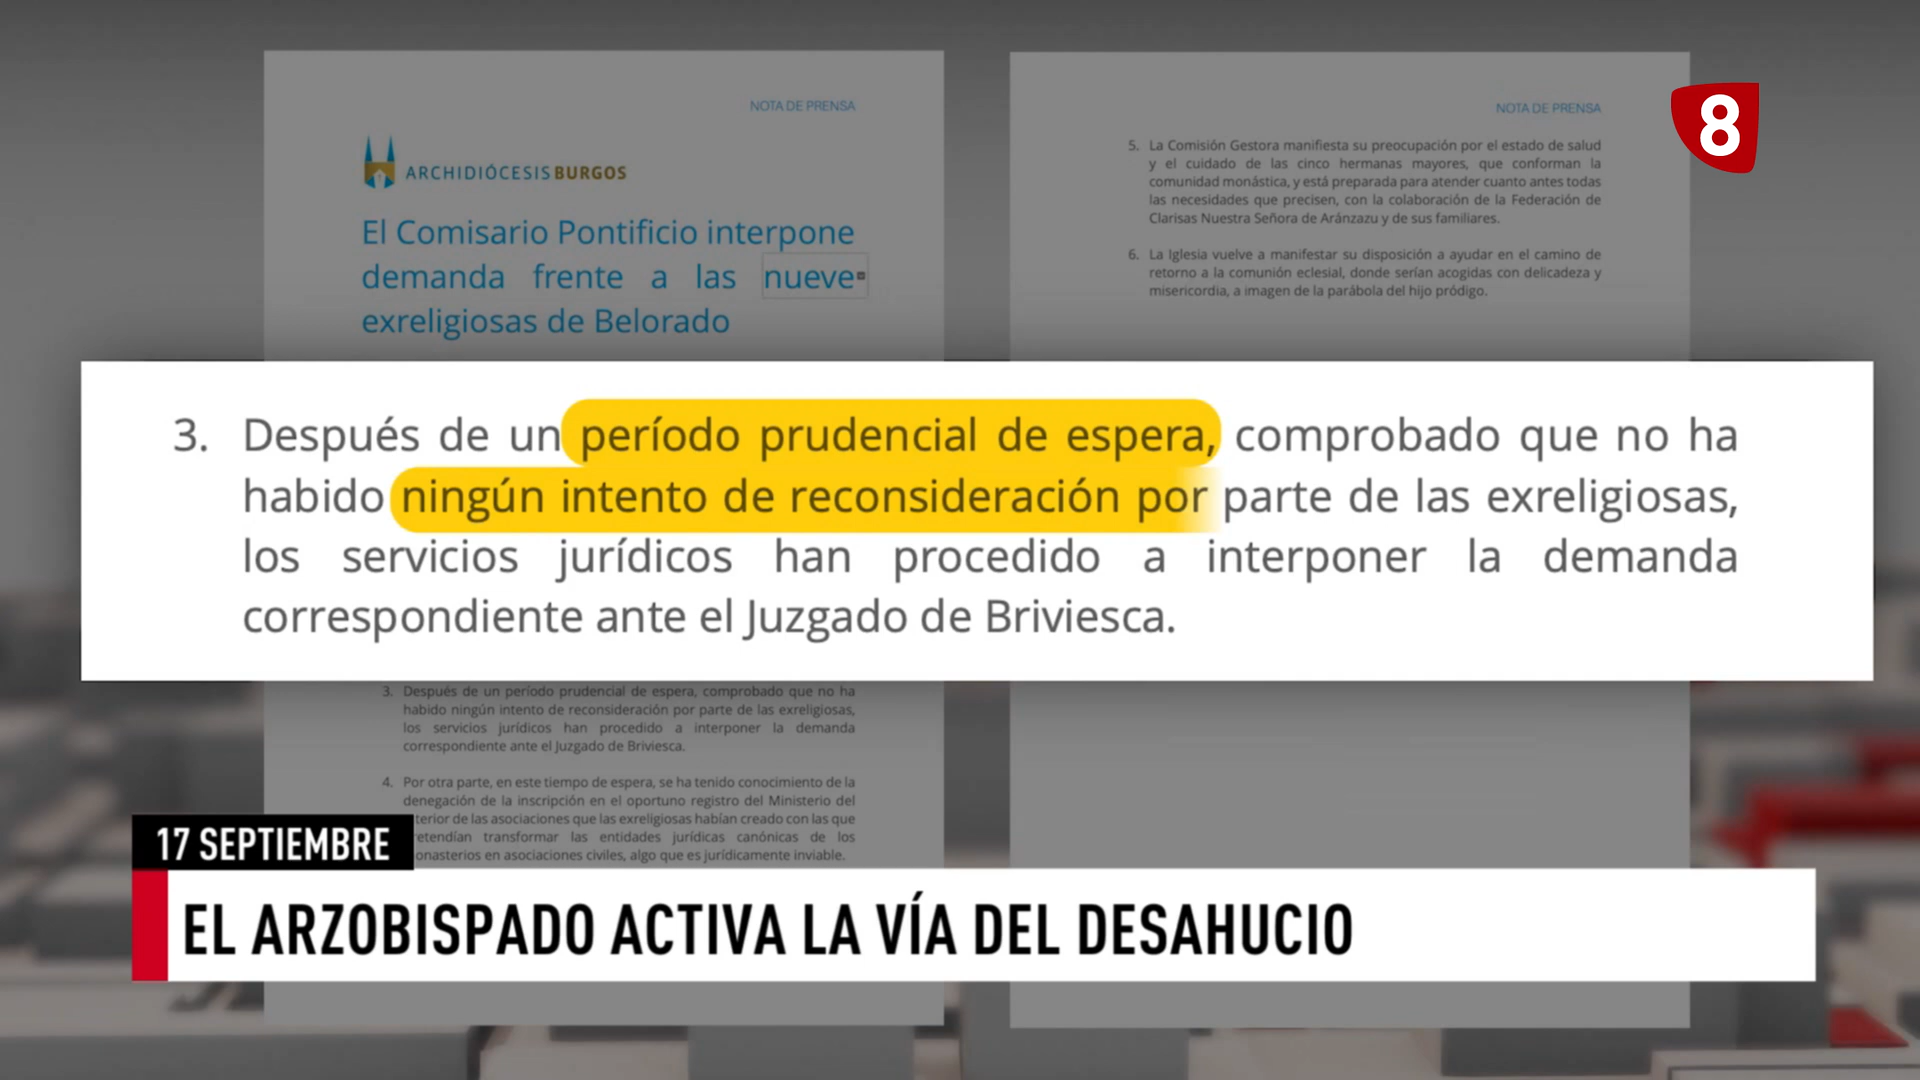 NOTA DE PRENSA
ARCHIDIÓCESIS BURGOS
El Comisario Pontificio interpone
demanda frente a las nueve
exreligiosas de Belorado
NOTA DE PRENSA
5. La Comisión Gestora manifiesta su preocupación por el estado de salud
y el cuidado de las cinco hermanas mayores, que conforman la
comunidad monástica, y está preparada para atender cuanto antes todas
las necesidades que precisen, con la colaboración de la Federación de
Clarisas Nuestra Señora de Aránzazu y de sus familiares.
6. La Iglesia vuelve a manifestar su disposición a ayudar en el camino de
retorno a la comunión eclesial, donde serían acogidas con delicadeza y
misericordia, a imagen de la parábola del hijo pródigo.
8
3. Después de un período prudencial de espera, comprobado que no ha
habido ningún intento de reconsideración por parte de las exreligiosas,
los servicios jurídicos han procedido a interponer la demanda
correspondiente ante el Juzgado de Briviesca.
3. Después de un período prudencial de espera, comprobado que no ha
habido ningún intento de reconsideración por parte de las exreligiosas,
los servicios jurídicos han procedido a interponer la demanda
correspondiente ante el Juzgado de Briviesca.
4. Por otra parte, en este tiempo de espera, se ha tenido conocimiento de la
denegación de la inscripción en el oportuno registro del Ministerio del
terior de las asociaciones que las exreligiosas habían creado con las que
retendían transformar las entidades jurídicas canónicas de los
onasterios en asociaciones civiles, algo que es jurídicamente inviable.
17 SEPTIEMBRE
EL ARZOBISPADO ACTIVA LA VÍA DEL DESAHUCIO